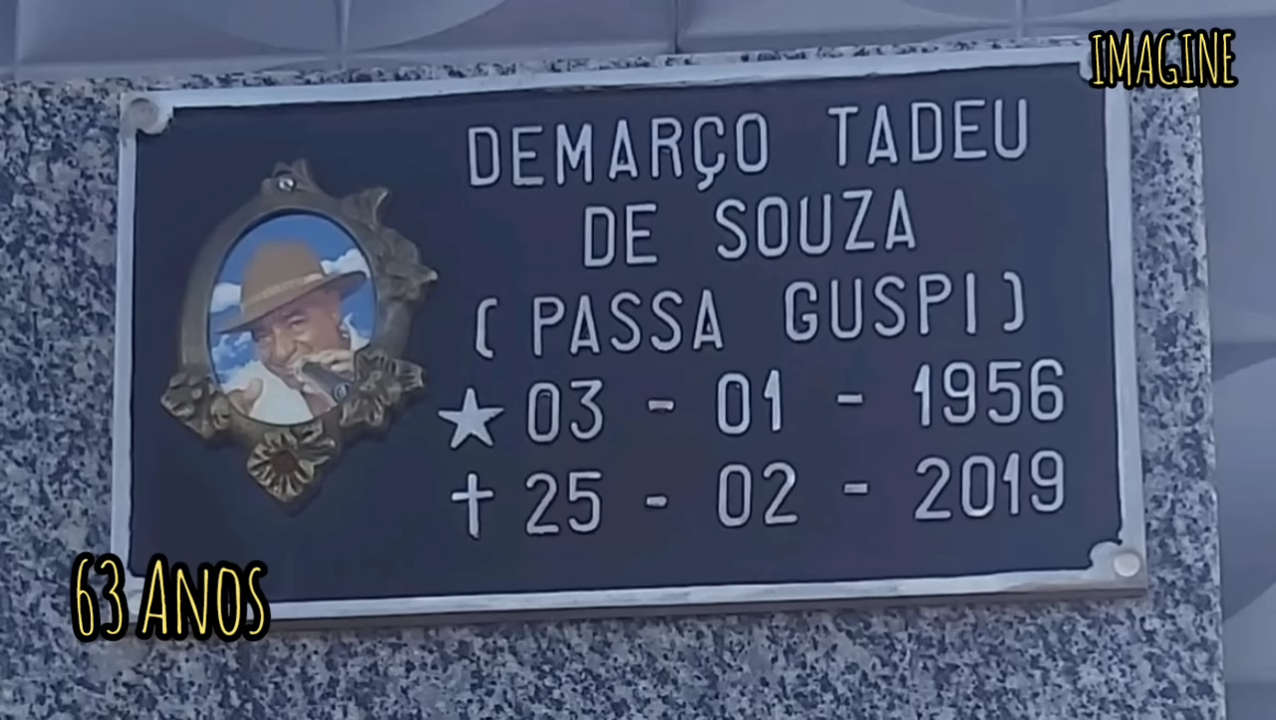 IMAGINE
DEMARÇO TADEU
DE SOUZA
(PASSA GUSPI)
★ 03 - 01 - 1956
✝ 25 - 02 - 2019
63 ANOS